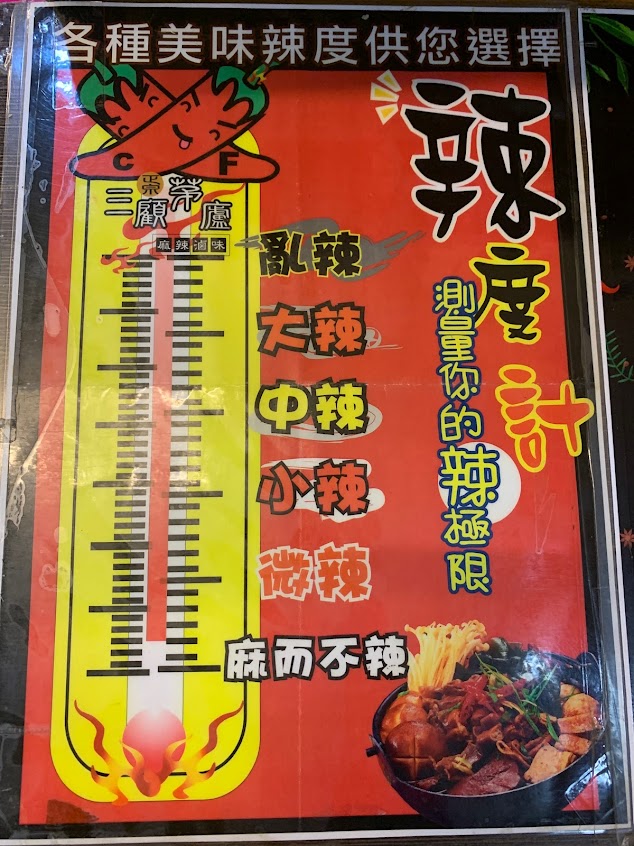 各種美味辣度供您選擇
C F
正宗
三顧茅廬
麻辣滷味
辣度計
測量你的辣極限
亂辣
大辣
中辣
小辣
微辣
麻而不辣